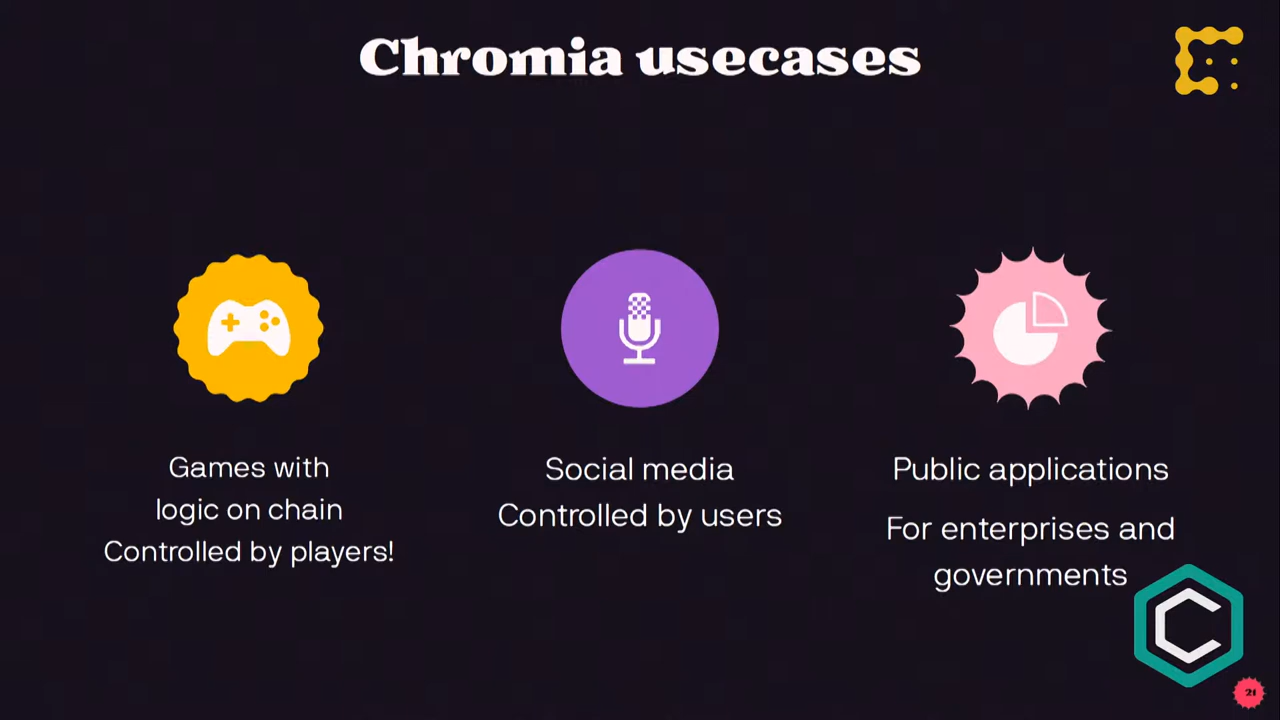 Chromia usecases
Games with
logic on chain
Controlled by players!
Social media
Controlled by users
Public applications
For enterprises and
governments
21